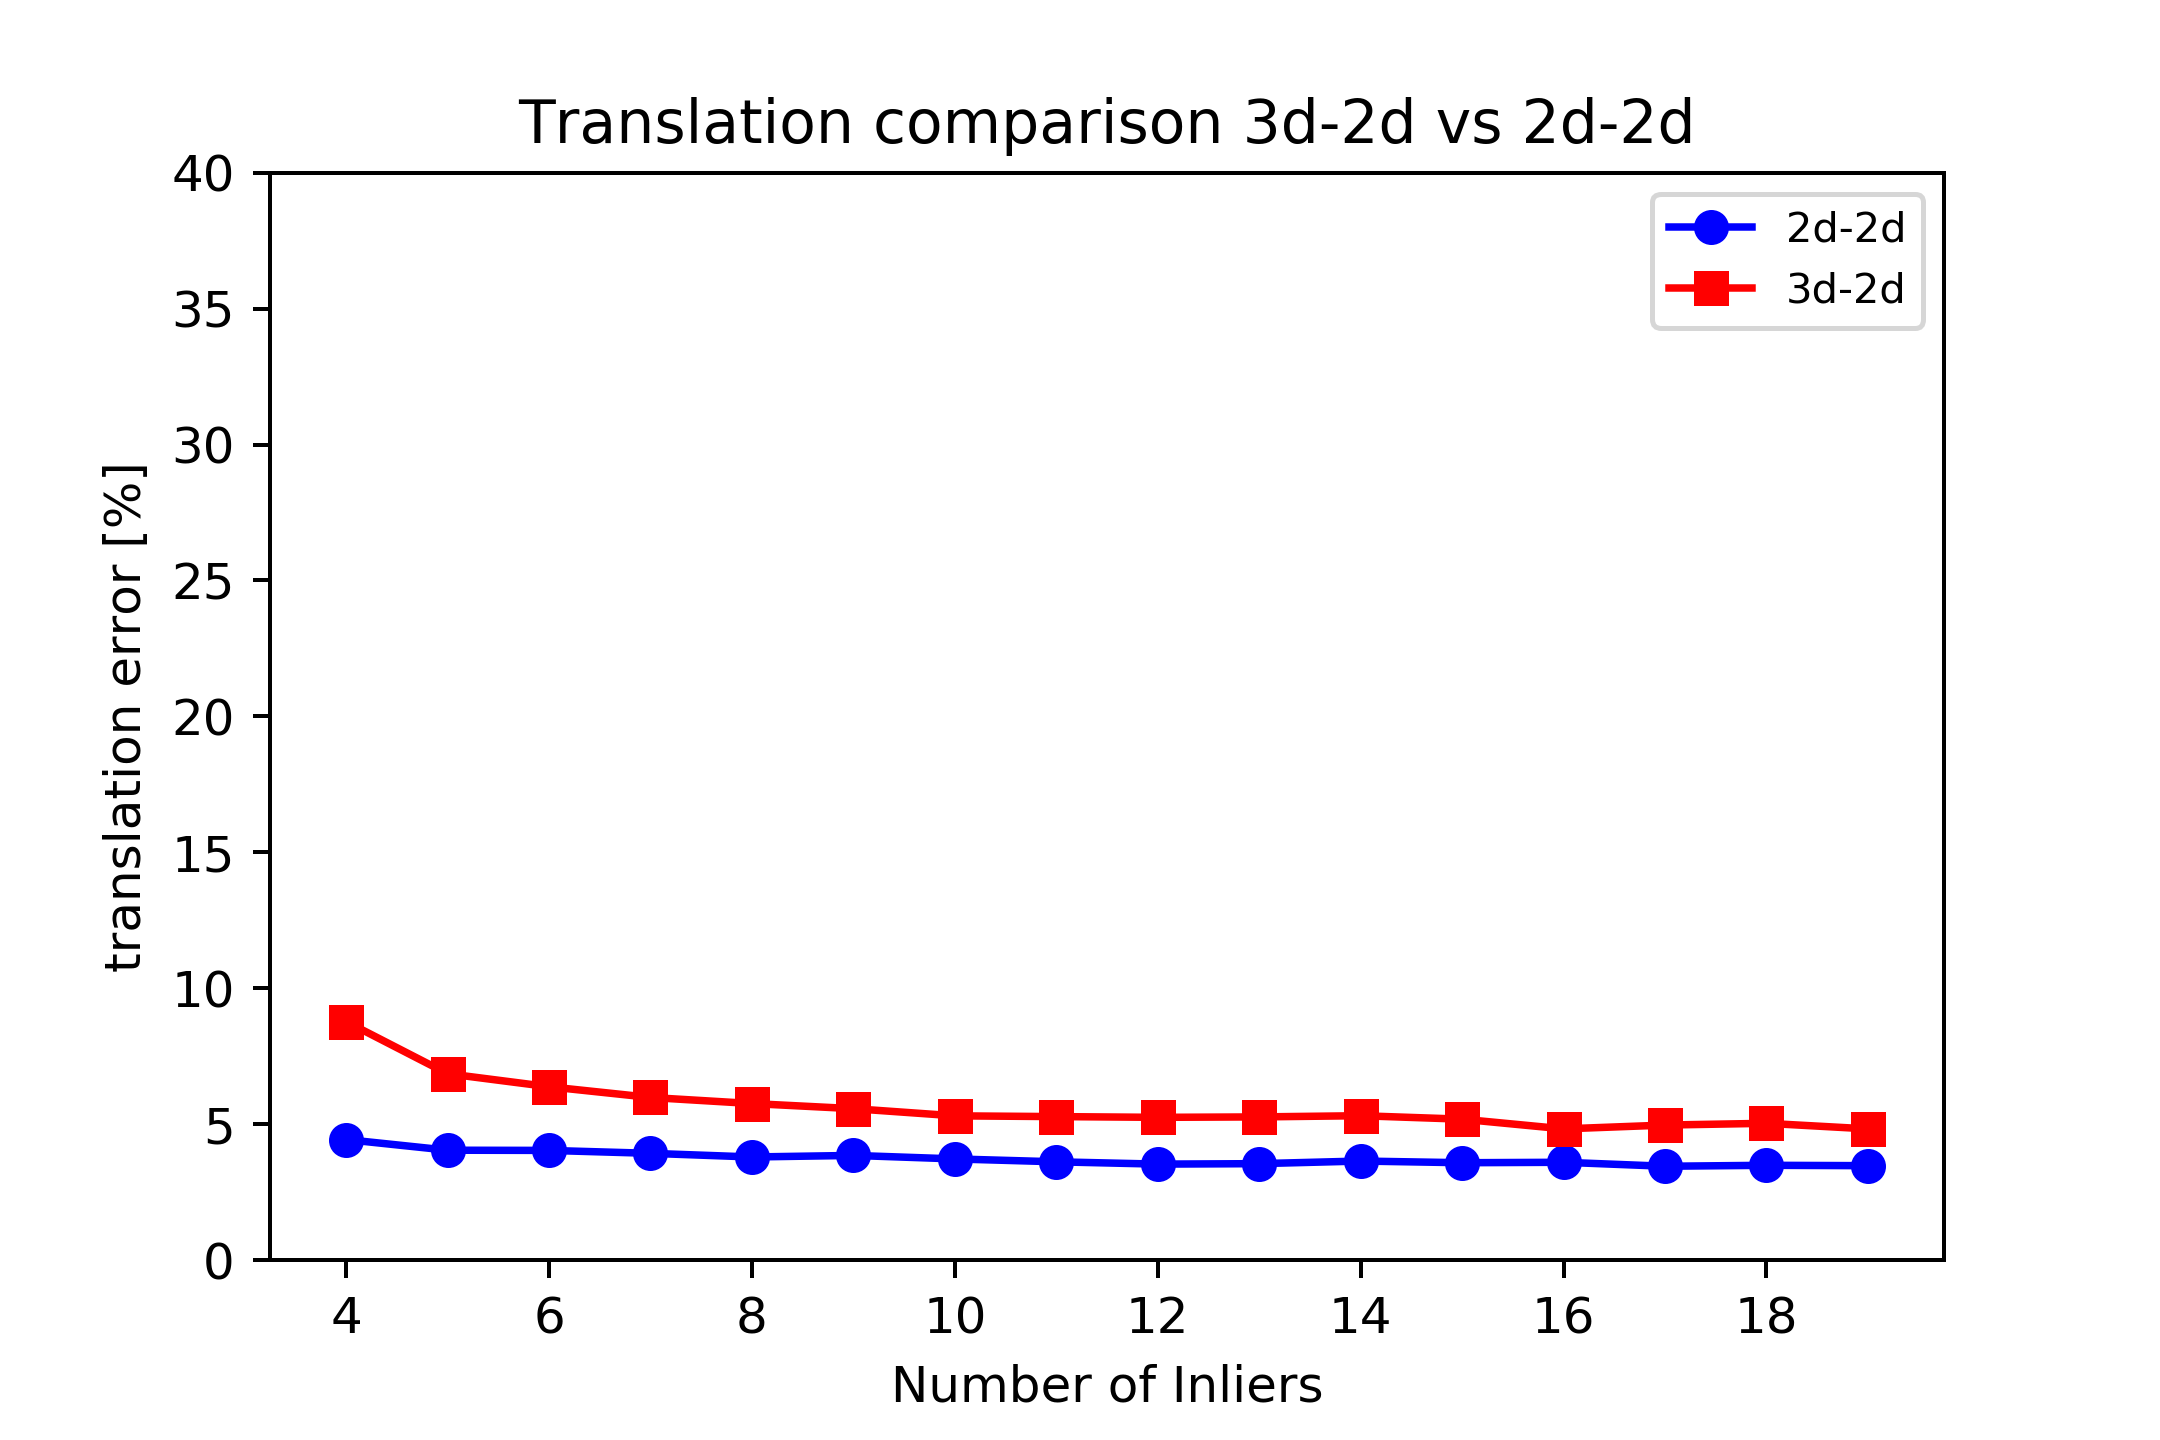 Translation comparison 3d-2d vs 2d-2d
40
35
30
25
20
15
10
5
0
translation error [%]
2d-2d
3d-2d
4 6 8 10 12 14 16 18
Number of Inliers